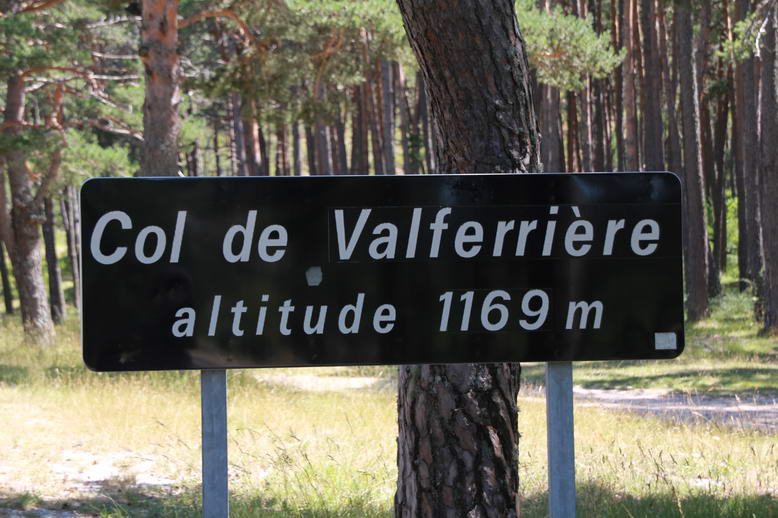 Col de Valferrière
altitude 1169 m